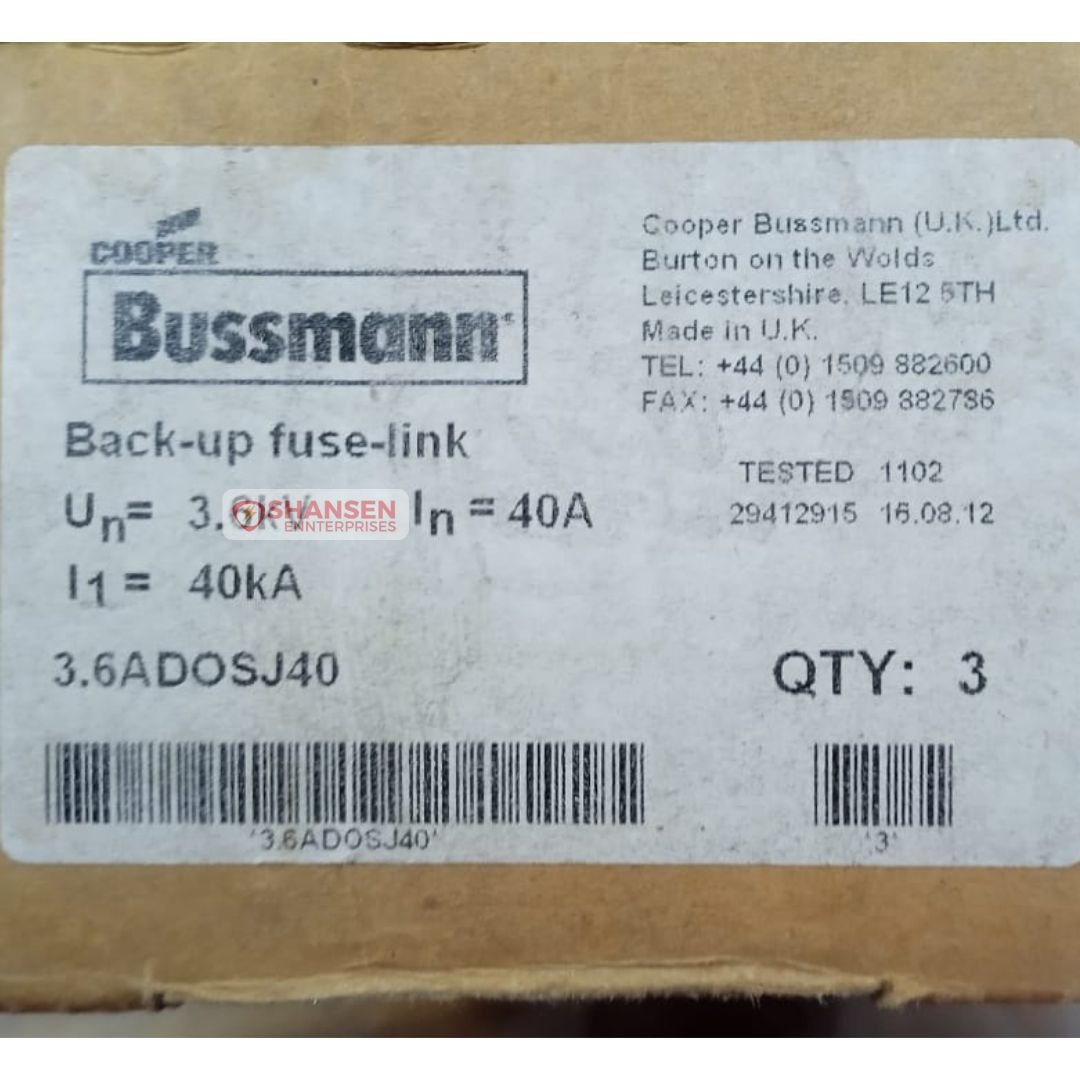 COOPER
Bussmann
Back-up fuse-link
Un= 3.6kV In = 40A
SHANSEN
ENNTERPRISES
I1 = 40kA
3.6ADOSJ40
'3.6ADOSJ40'
Cooper Bussmann (U.K.)Ltd.
Burton on the Wolds
Leicestershire, LE12 5TH
Made in U.K.
TEL: +44 (0) 1509 882600
FAX: +44 (0) 1509 882786
TESTED 1102
29412915 16.08.12
QTY: 3
'3'